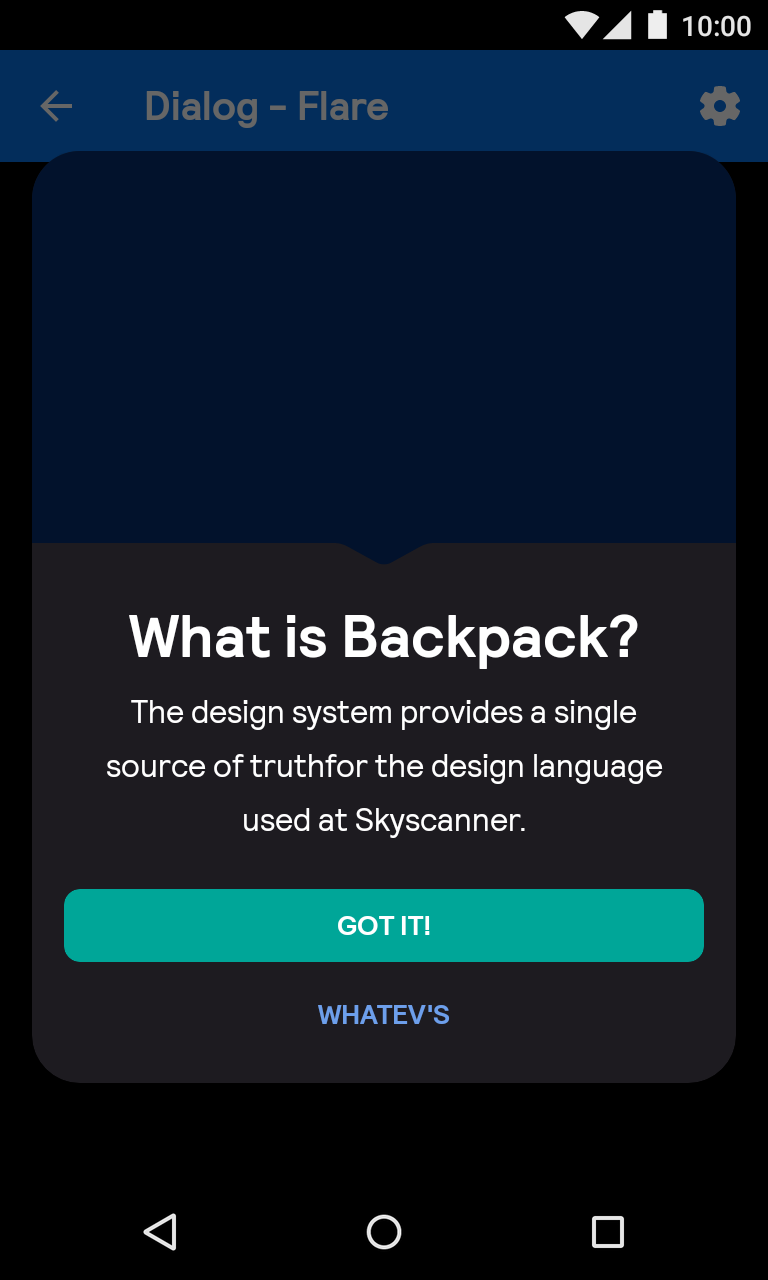 10:00
Dialog - Flare
What is Backpack?
The design system provides a single
source of truthfor the design language
used at Skyscanner.
GOT IT!
WHATEV'S